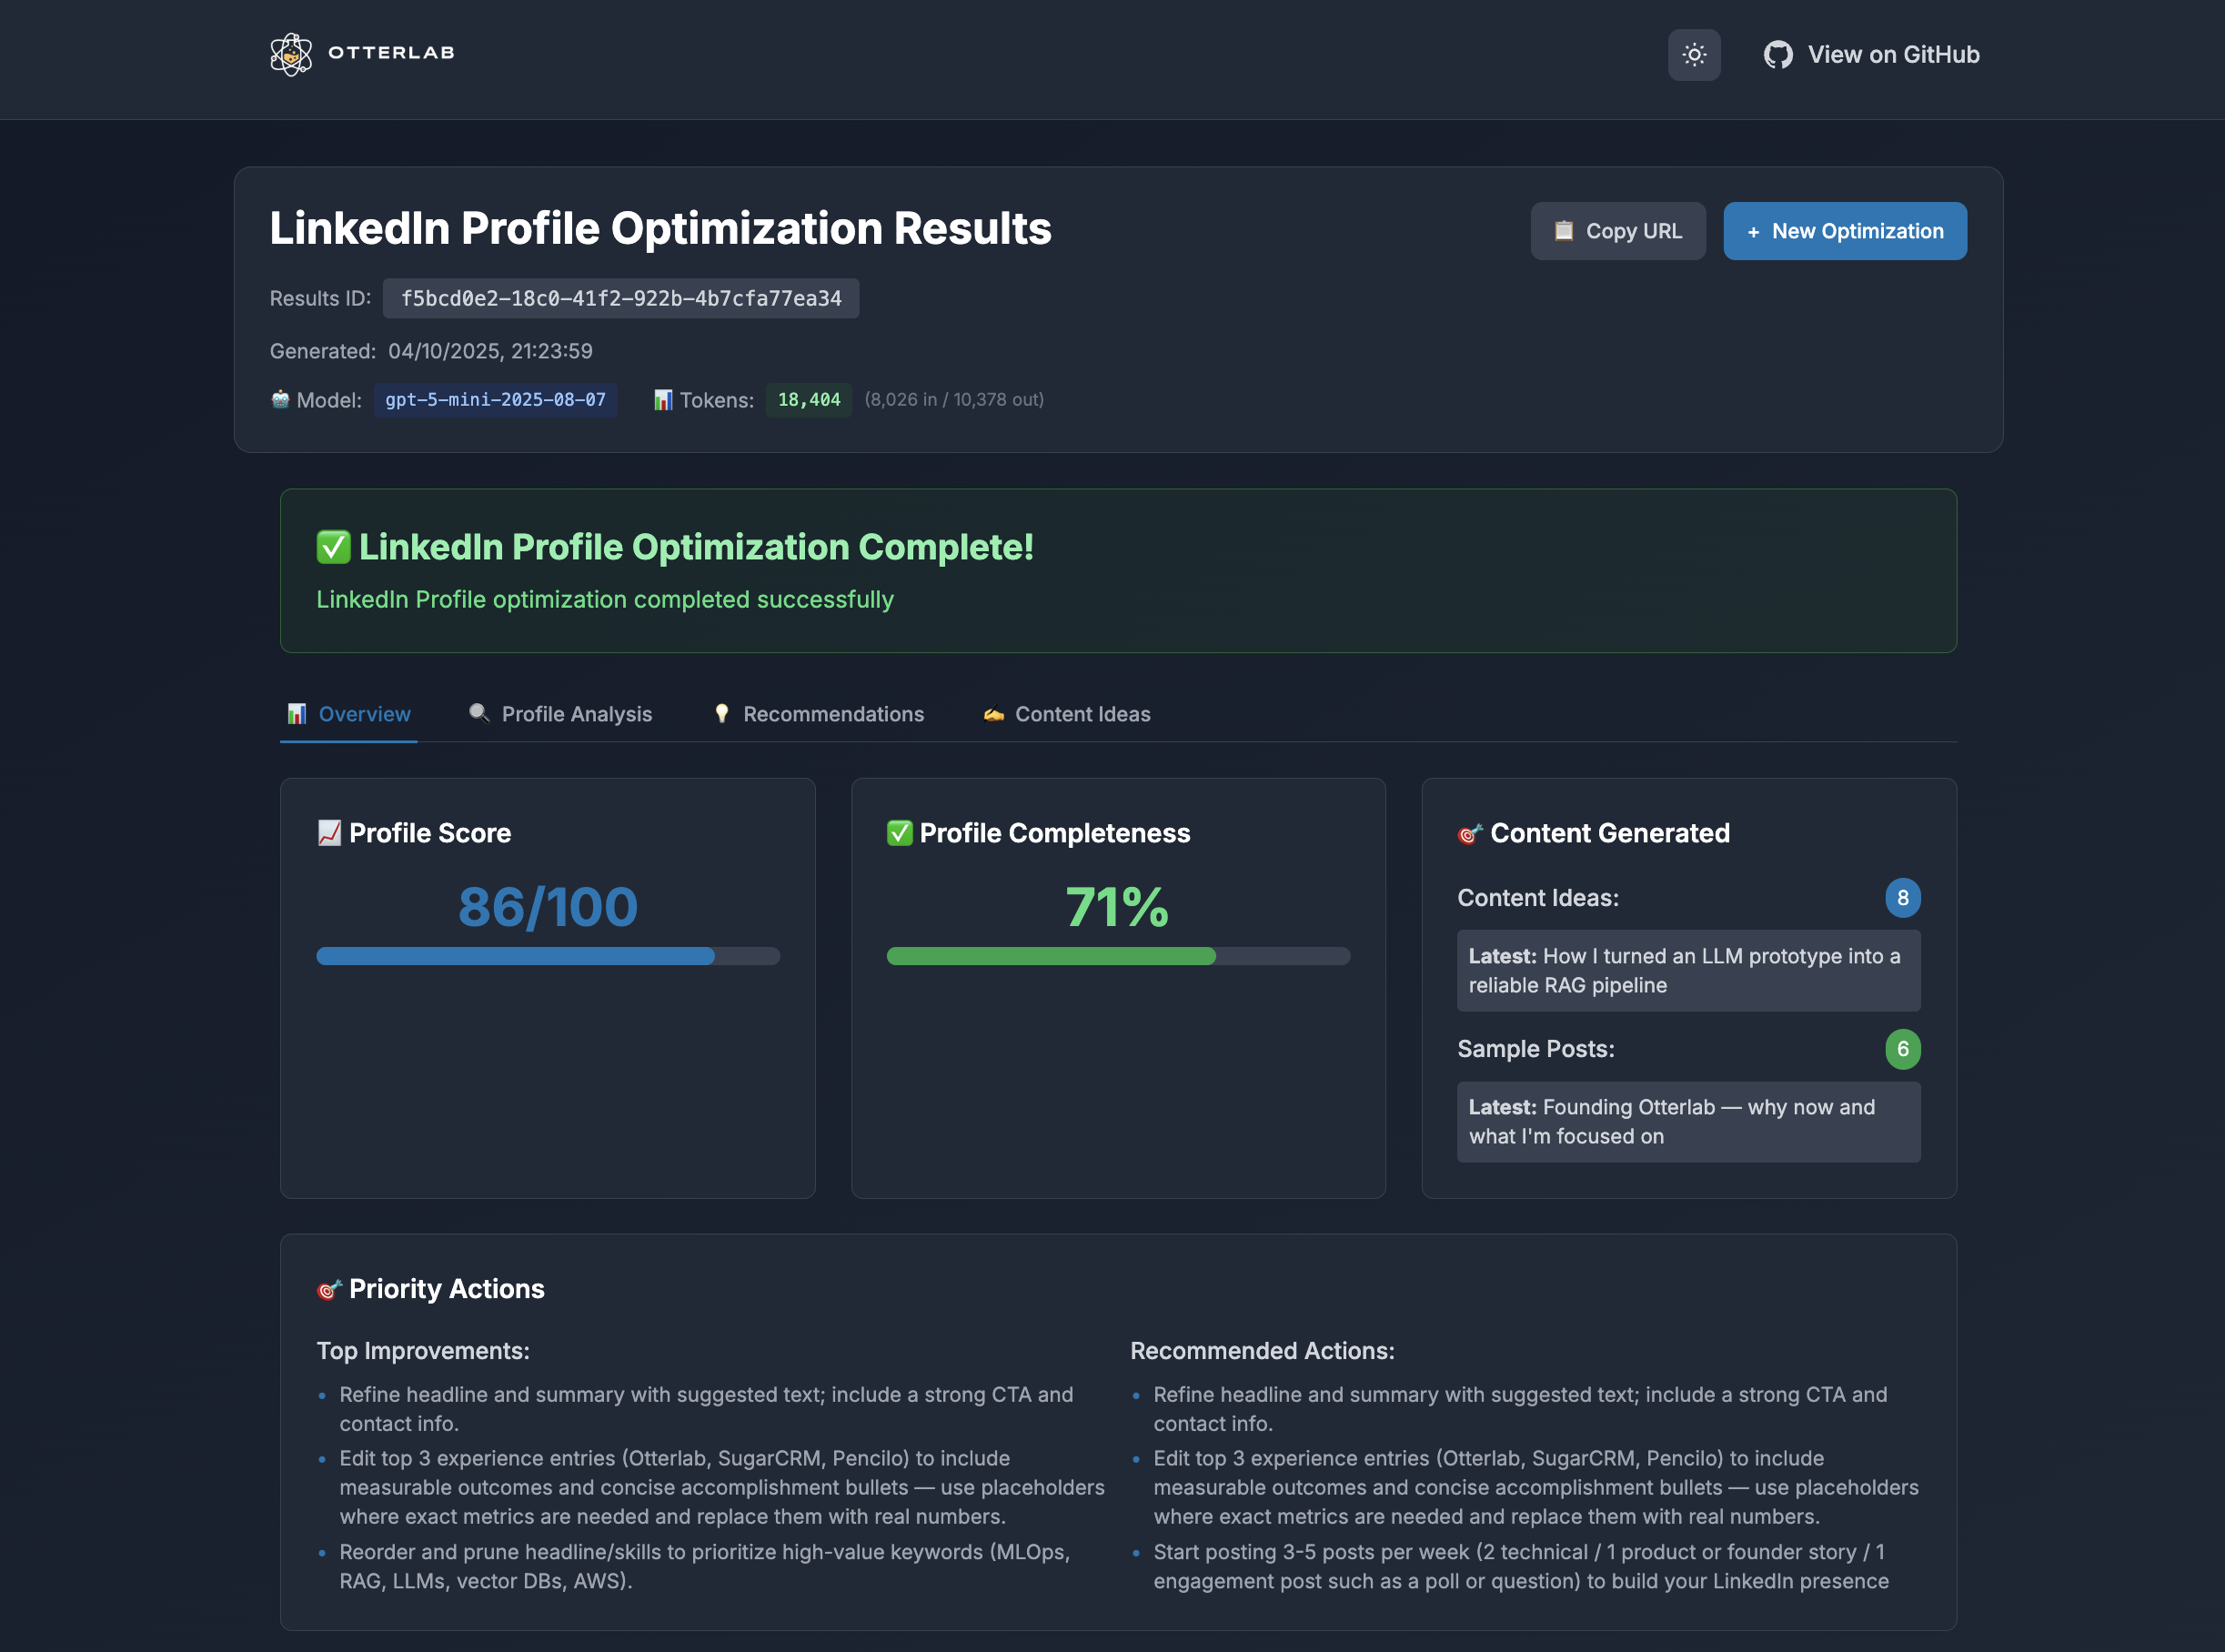 OTTERLAB
View on GitHub
LinkedIn Profile Optimization Results
Copy URL
+ New Optimization
Results ID: f5bcd0e2-18c0-41f2-922b-4b7cfa77ea34
Generated: 04/10/2025, 21:23:59
Model: gpt-5-mini-2025-08-07 Tokens: 18,404 (8,026 in / 10,378 out)
LinkedIn Profile Optimization Complete!
LinkedIn Profile optimization completed successfully
Overview Profile Analysis Recommendations Content Ideas
Profile Score
86/100
Profile Completeness
71%
Content Generated
Content Ideas: 8
Latest: How I turned an LLM prototype into a
reliable RAG pipeline
Sample Posts: 6
Latest: Founding Otterlab — why now and
what I'm focused on
Priority Actions
Top Improvements:
Refine headline and summary with suggested text; include a strong CTA and
contact info.
Edit top 3 experience entries (Otterlab, SugarCRM, Pencilo) to include
measurable outcomes and concise accomplishment bullets — use placeholders
where exact metrics are needed and replace them with real numbers.
Reorder and prune headline/skills to prioritize high-value keywords (MLOps,
RAG, LLMs, vector DBs, AWS).
Recommended Actions:
Refine headline and summary with suggested text; include a strong CTA and
contact info.
Edit top 3 experience entries (Otterlab, SugarCRM, Pencilo) to include
measurable outcomes and concise accomplishment bullets — use placeholders
where exact metrics are needed and replace them with real numbers.
Start posting 3-5 posts per week (2 technical / 1 product or founder story / 1
engagement post such as a poll or question) to build your LinkedIn presence